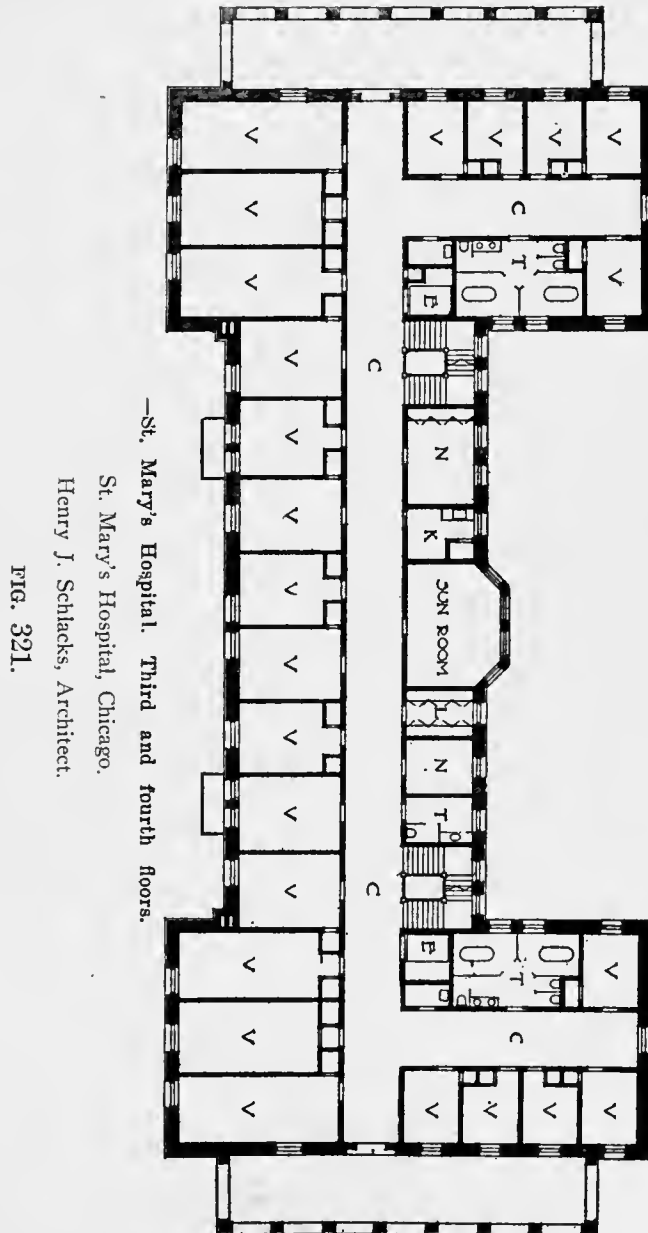 V V V V
V V
C T T C
V V
V E N K SUN ROOM N T E V
C C
V V V V V V V V V V V V V V
—St. Mary's Hospital. Third and fourth floors.
St. Mary's Hospital, Chicago.
Henry J. Schlacks, Architect.
FIG. 321.